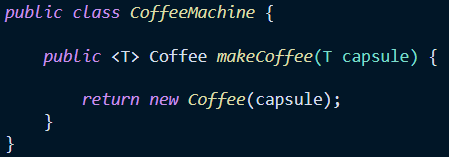 public class CoffeeMachine {
public <T> Coffee makeCoffee(T capsule) {
return new Coffee(capsule);
}
}